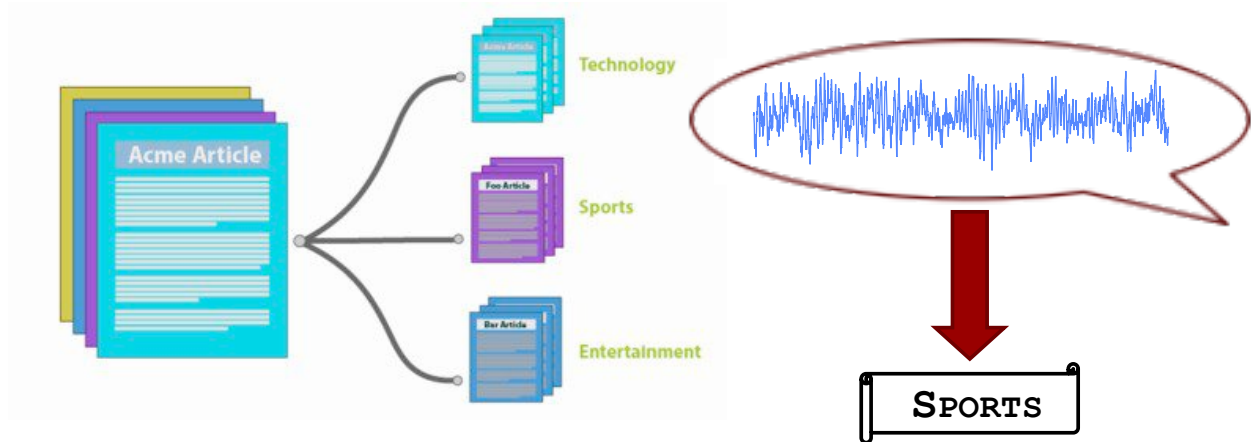 Acme Article
Acme Article
Technology
Foo Article
Sports
Bar Article
Entertainment
SPORTS